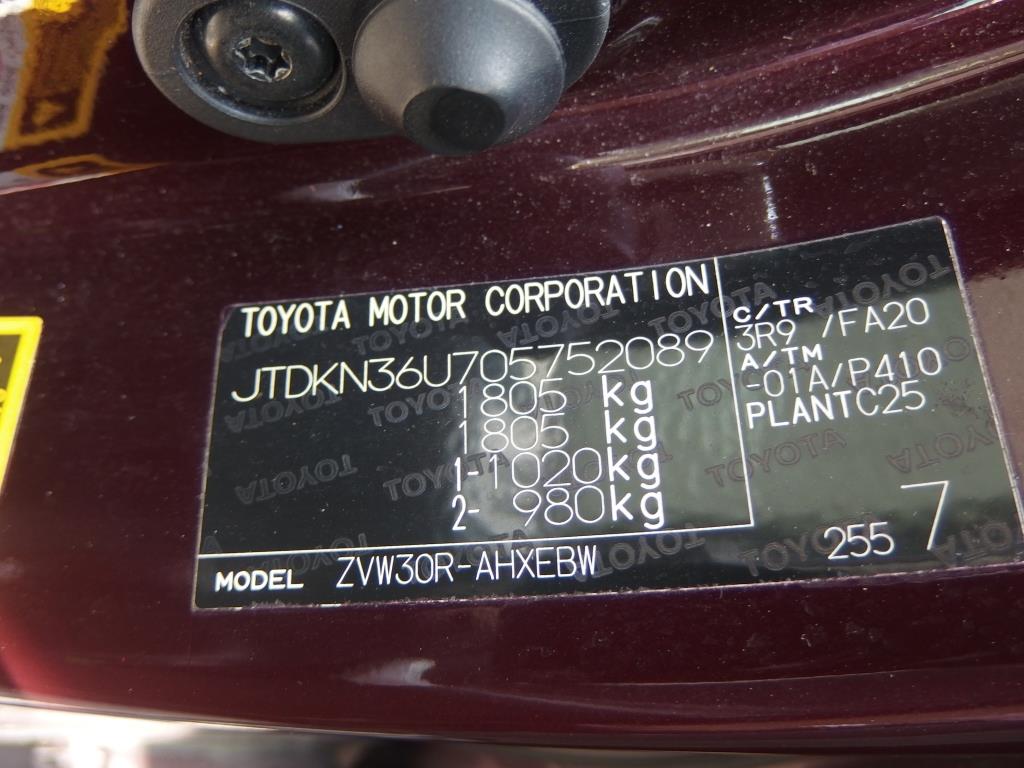 TOYOTA MOTOR CORPORATION
JTDKN36U705752089
1805 kg
1805 kg
1-1020kg
2- 980kg
C/TR
3R9 /FA20
A/TM
-01A/P410
PLANTC25
255 7
MODEL ZVW30R-AHXEBW